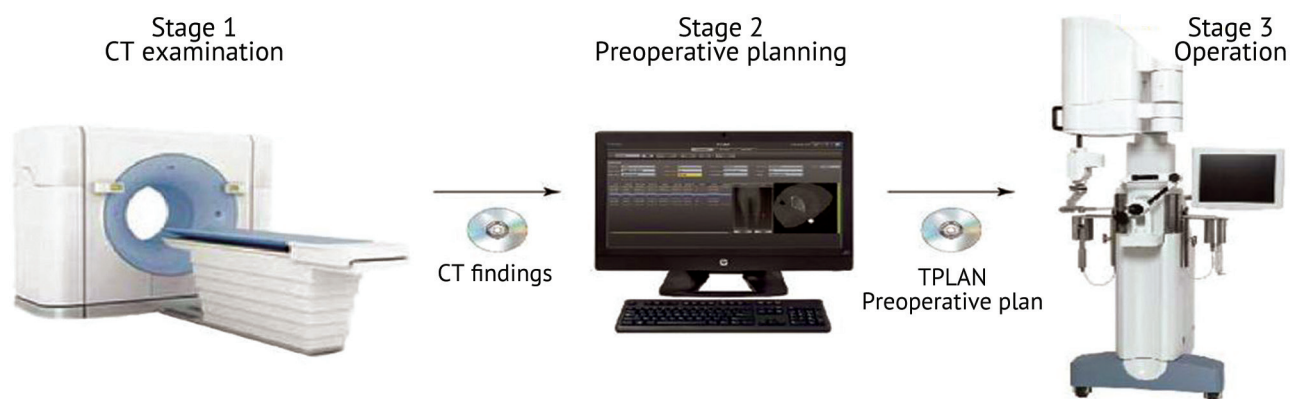 Stage 1
CT examination
Stage 2
Preoperative planning
Stage 3
Operation
CT findings
TPLAN
Preoperative plan